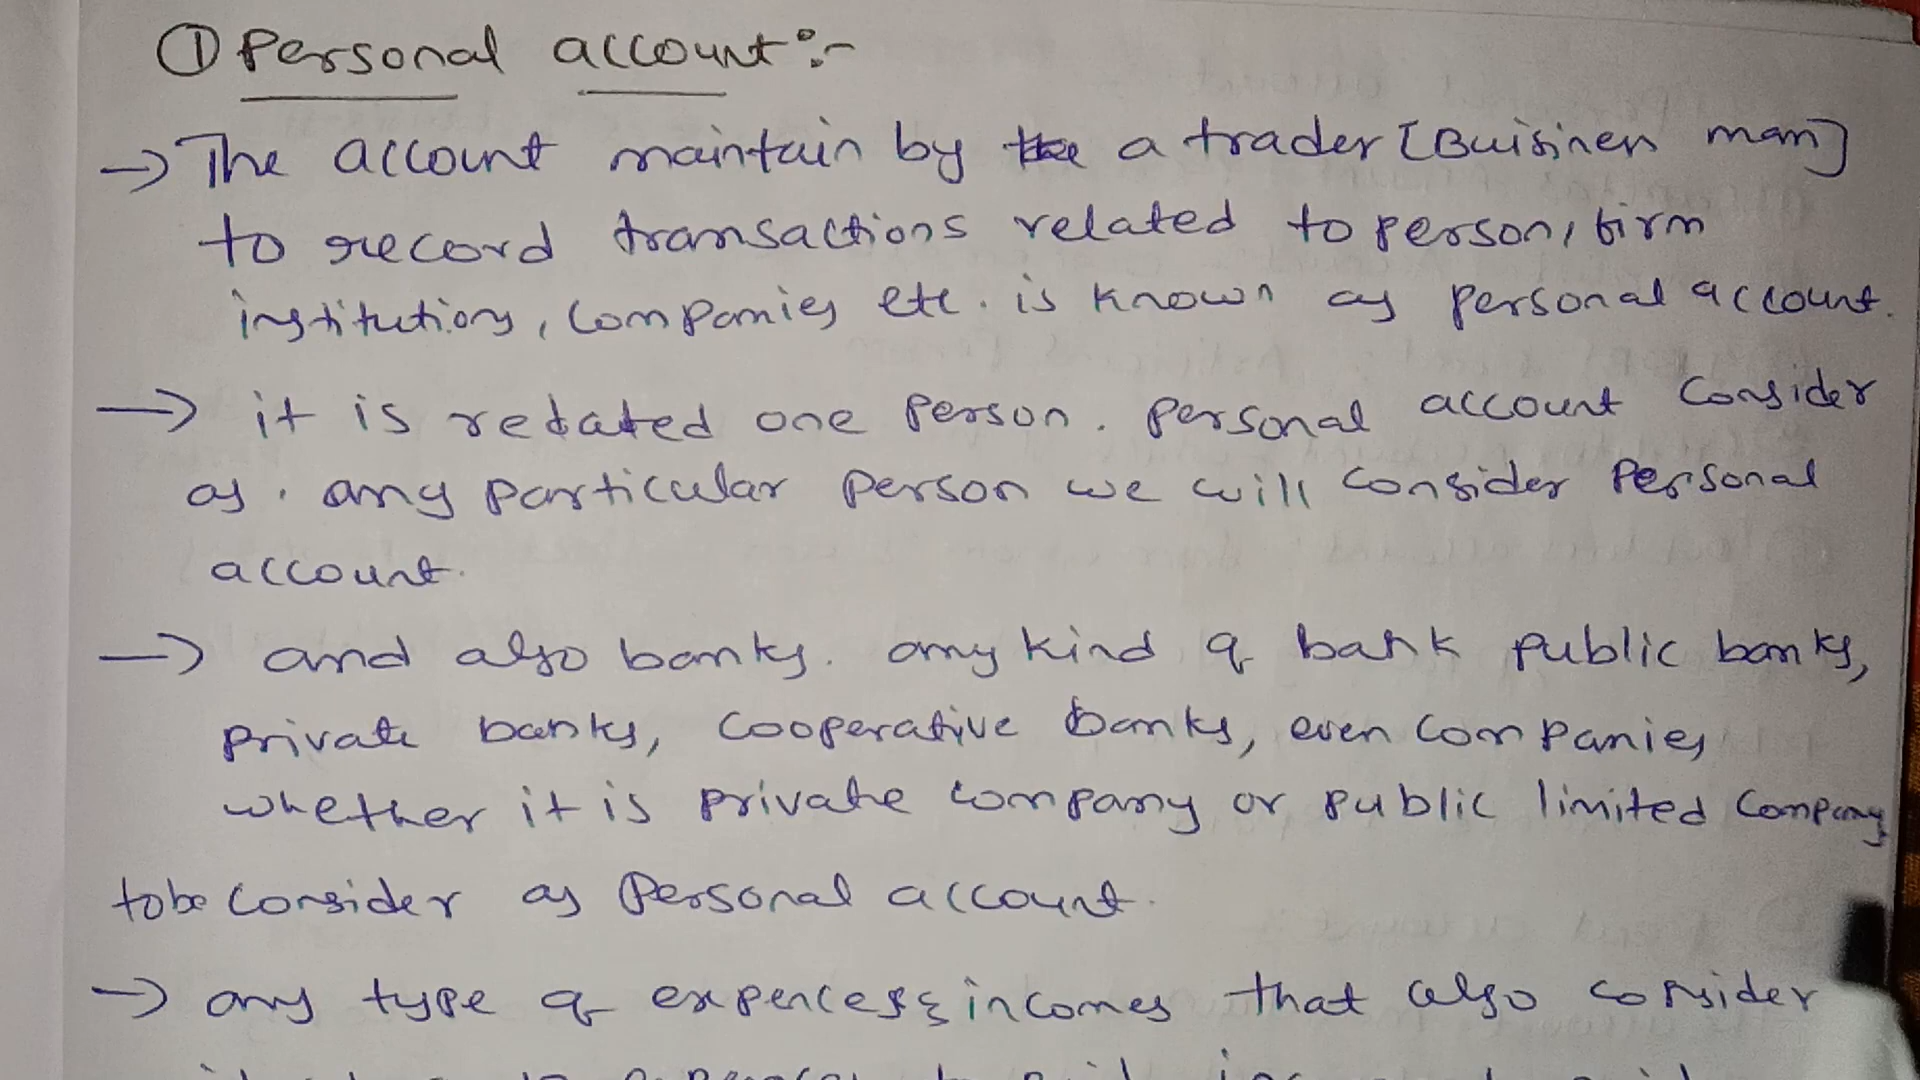 ① Personal account:-
→ The account maintain by a trader [Buisiness man]
to record transactions related to person, firm
institutions, Companies etc. is known as personal account.
→ it is related one person. personal account Consider
as. any particular person we will consider Personal
account.
→ and also banks. any kind of bank public banks,
private banks, cooperative banks, even companies
whether it is private company or public limited company
to be consider as Personal account.
→ any type of expences & incomes that also consider